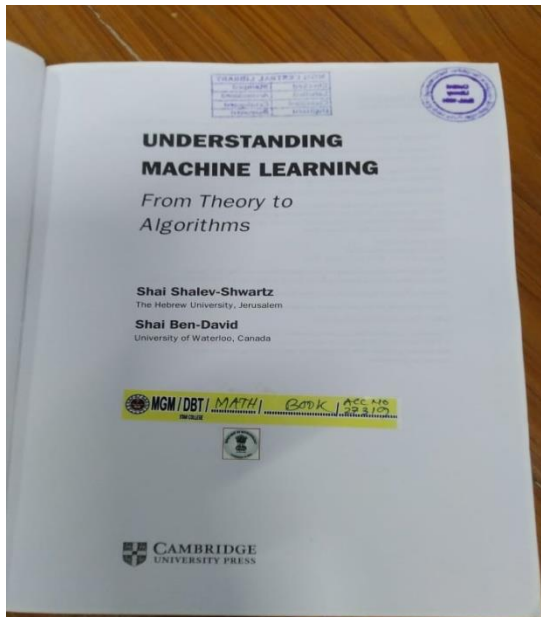 UNDERSTANDING
MACHINE LEARNING
From Theory to
Algorithms
Shai Shalev-Shwartz
The Hebrew University, Jerusalem
Shai Ben-David
University of Waterloo, Canada
MGM / DBT / MATH / BOOK / ACC NO
CAMBRIDGE
UNIVERSITY PRESS